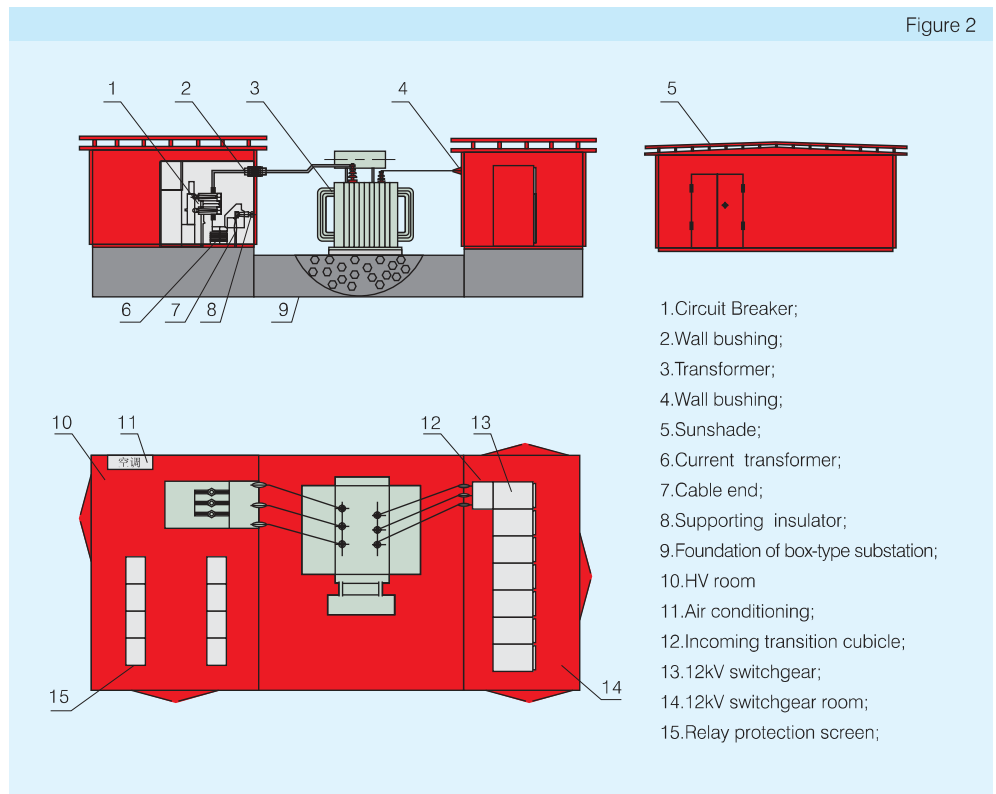 Figure 2
1
2
3
4
5
6
7
8
9
1.Circuit Breaker;
2.Wall bushing;
3.Transformer;
4.Wall bushing;
5.Sunshade;
6.Current transformer;
7.Cable end;
8.Supporting insulator;
9.Foundation of box-type substation;
10.HV room
11.Air conditioning;
12.Incoming transition cubicle;
13.12kV switchgear;
14.12kV switchgear room;
15.Relay protection screen;
10
11
12
13
空调
15
14